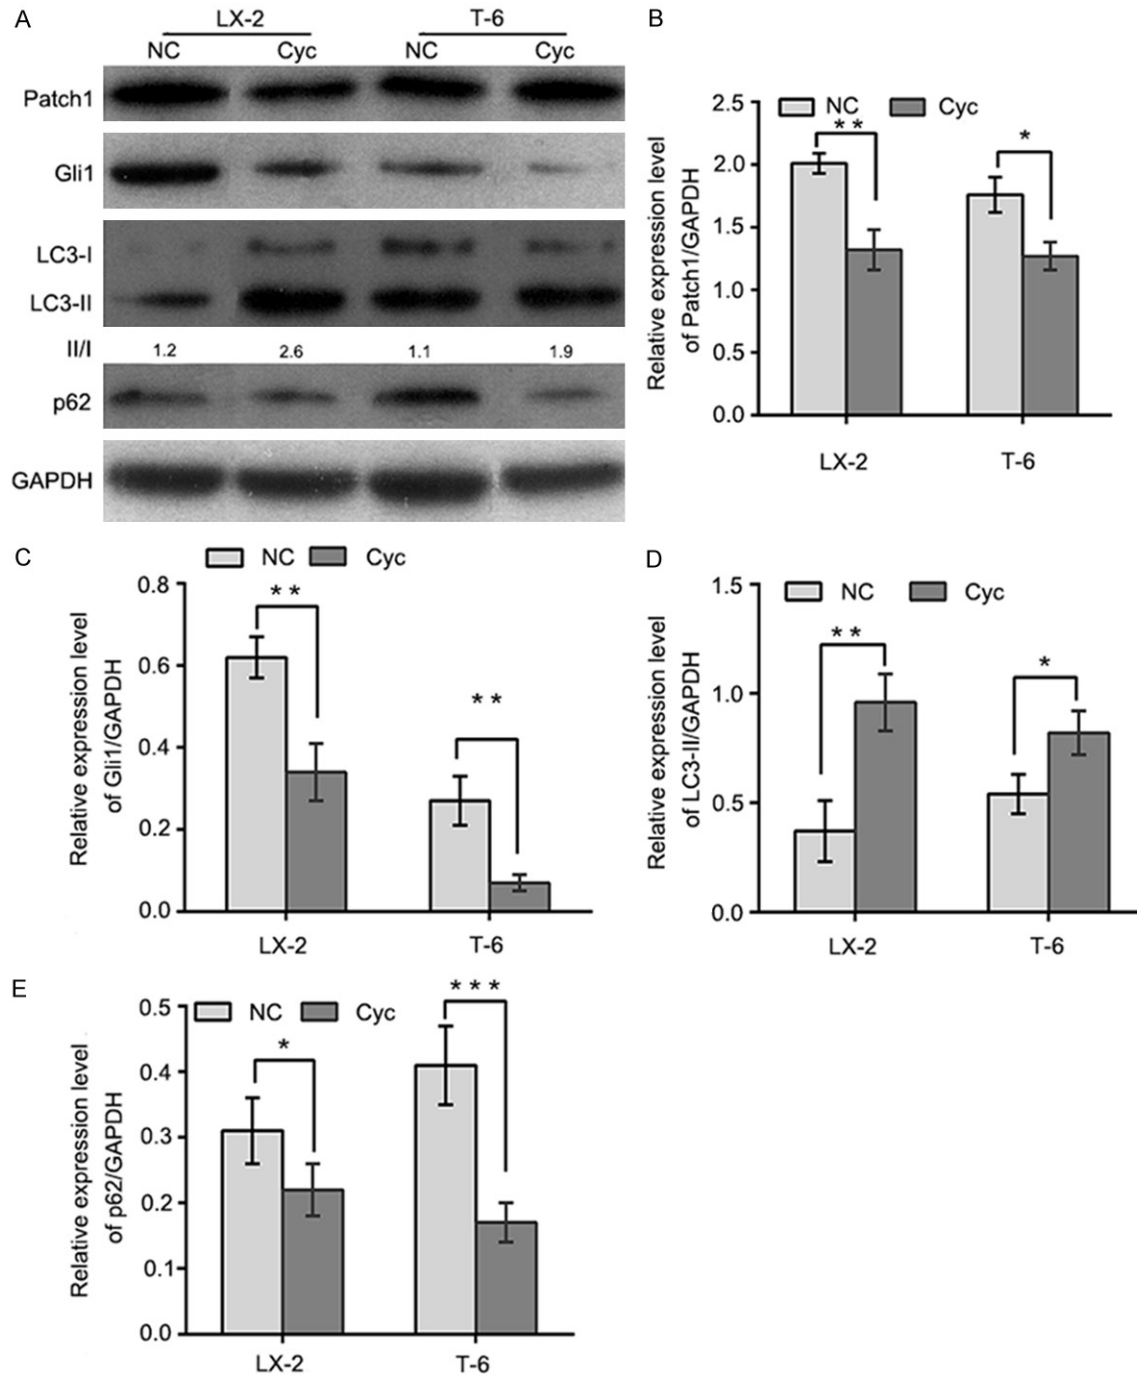 A
LX-2 T-6
NC Cyc NC Cyc
Patch1
Gli1
LC3-I
LC3-II
II/I 1.2 2.6 1.1 1.9
p62
GAPDH
B
NC Cyc
Relative expression level
of Patch1/GAPDH
2.5
2.0
1.5
1.0
0.5
0.0
** *
LX-2 T-6
C
NC Cyc
Relative expression level
of Gli1/GAPDH
0.8
0.6
0.4
0.2
0.0
** **
LX-2 T-6
D
NC Cyc
Relative expression level
of LC3-II/GAPDH
1.5
1.0
0.5
0.0
** *
LX-2 T-6
E
NC Cyc
Relative expression level
of p62/GAPDH
0.5
0.4
0.3
0.2
0.1
0.0
* ***
LX-2 T-6